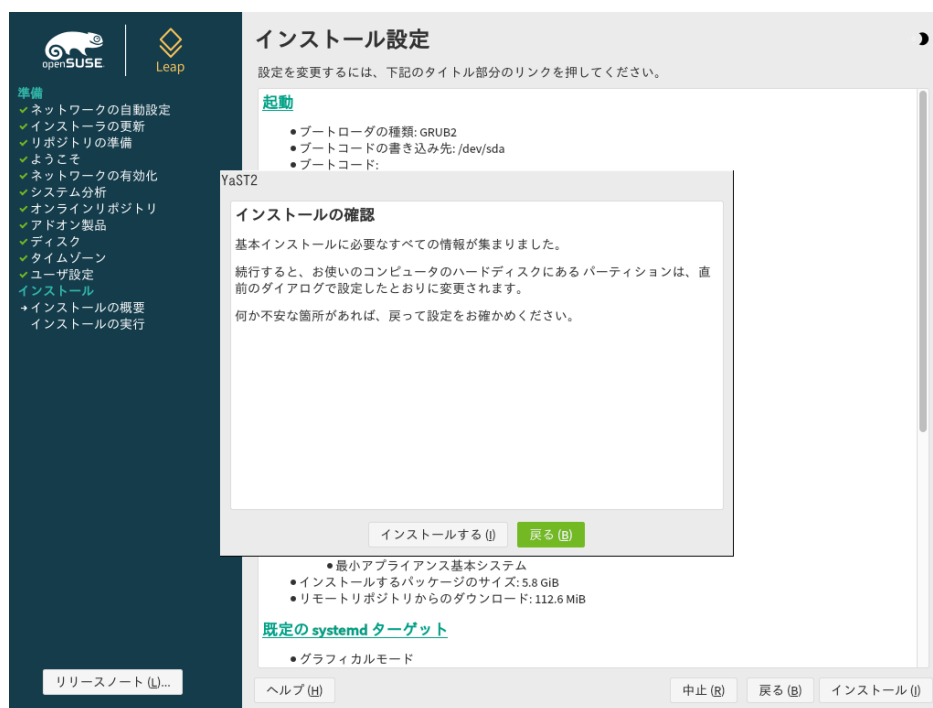 openSUSE.
Leap
準備
ネットワークの自動設定
インストーラの更新
リポジトリの準備
ようこそ
ネットワークの有効化
システム分析
オンラインリポジトリ
アドオン製品
ディスク
タイムゾーン
ユーザ設定
インストール
インストールの概要
インストールの実行
リリースノート (L)...
インストール設定
設定を変更するには、下記のタイトル部分のリンクを押してください。
起動
ブートローダの種類: GRUB2
ブートコードの書き込み先: /dev/sda
ブートコード:
YaST2
インストールの確認
基本インストールに必要なすべての情報が集まりました。
続行すると、お使いのコンピュータのハードディスクにある パーティションは、直
前のダイアログで設定したとおりに変更されます。
何か不安な箇所があれば、戻って設定をお確かめください。
インストールする (I)
戻る (B)
最小アプライアンス基本システム
インストールするパッケージのサイズ: 5.8 GiB
リモートリポジトリからのダウンロード: 112.6 MiB
既定の systemd ターゲット
グラフィカルモード
ヘルプ (H)
中止 (R)
戻る (B)
インストール (I)